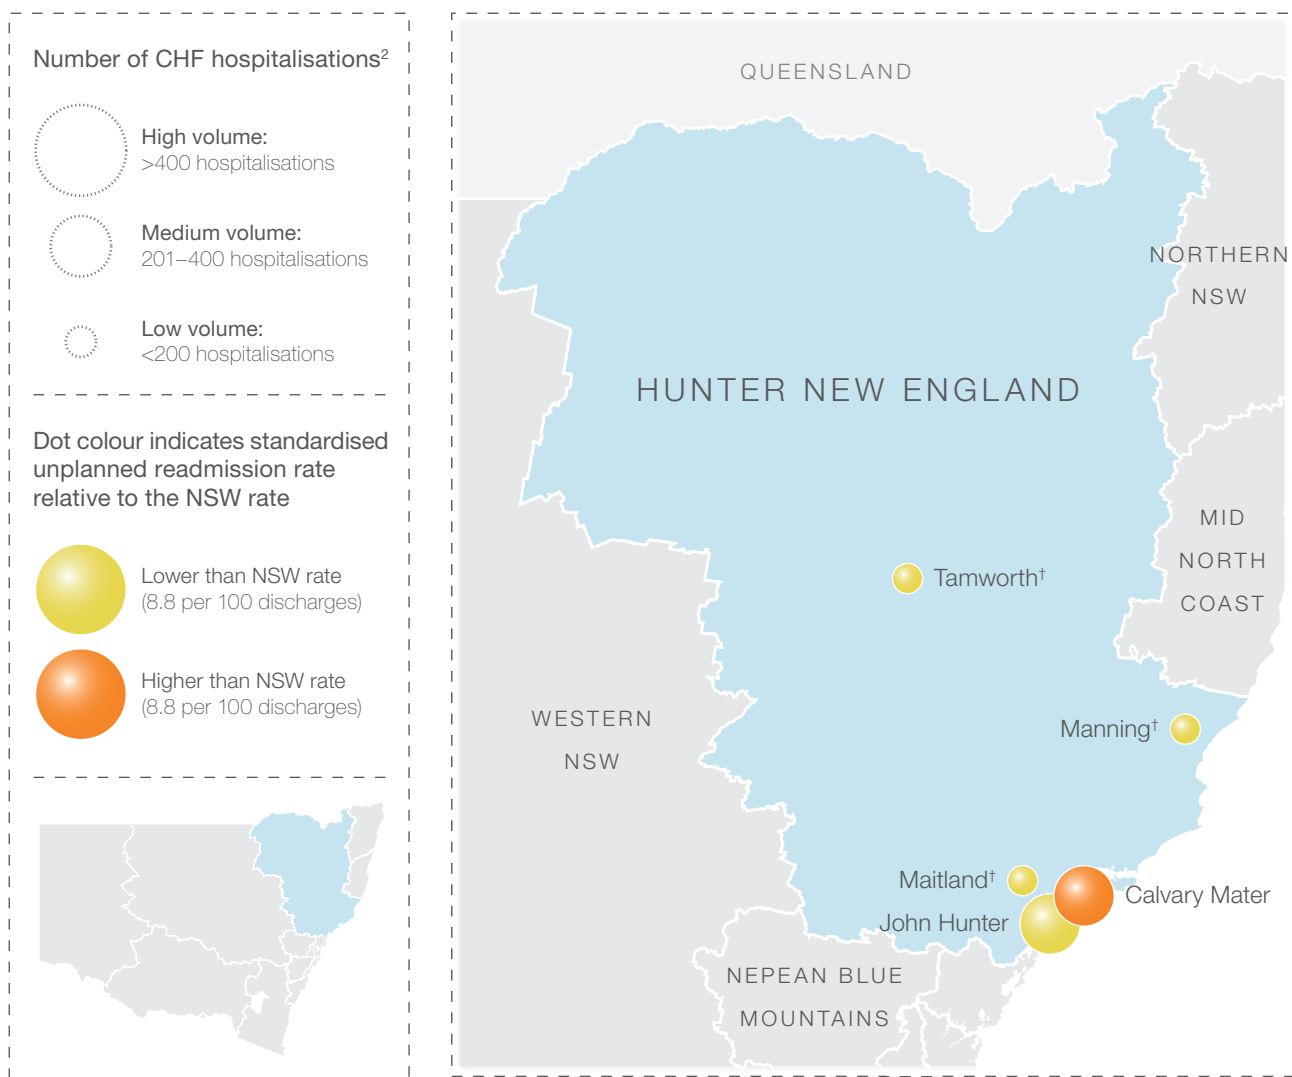 Number of CHF hospitalisations²
High volume:
>400 hospitalisations
Medium volume:
201–400 hospitalisations
Low volume:
<200 hospitalisations
Dot colour indicates standardised
unplanned readmission rate
relative to the NSW rate
Lower than NSW rate
(8.8 per 100 discharges)
Higher than NSW rate
(8.8 per 100 discharges)
QUEENSLAND
NORTHERN
NSW
HUNTER NEW ENGLAND
MID
NORTH
COAST
Tamworth†
WESTERN
NSW
Manning†
Maitland†
Calvary Mater
John Hunter
NEPEAN BLUE
MOUNTAINS